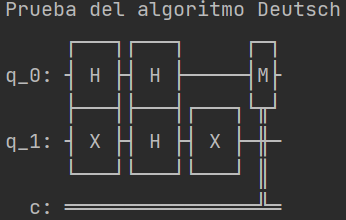 Prueba del algoritmo Deutsch
q_0: H H M
q_1: X H X
c: